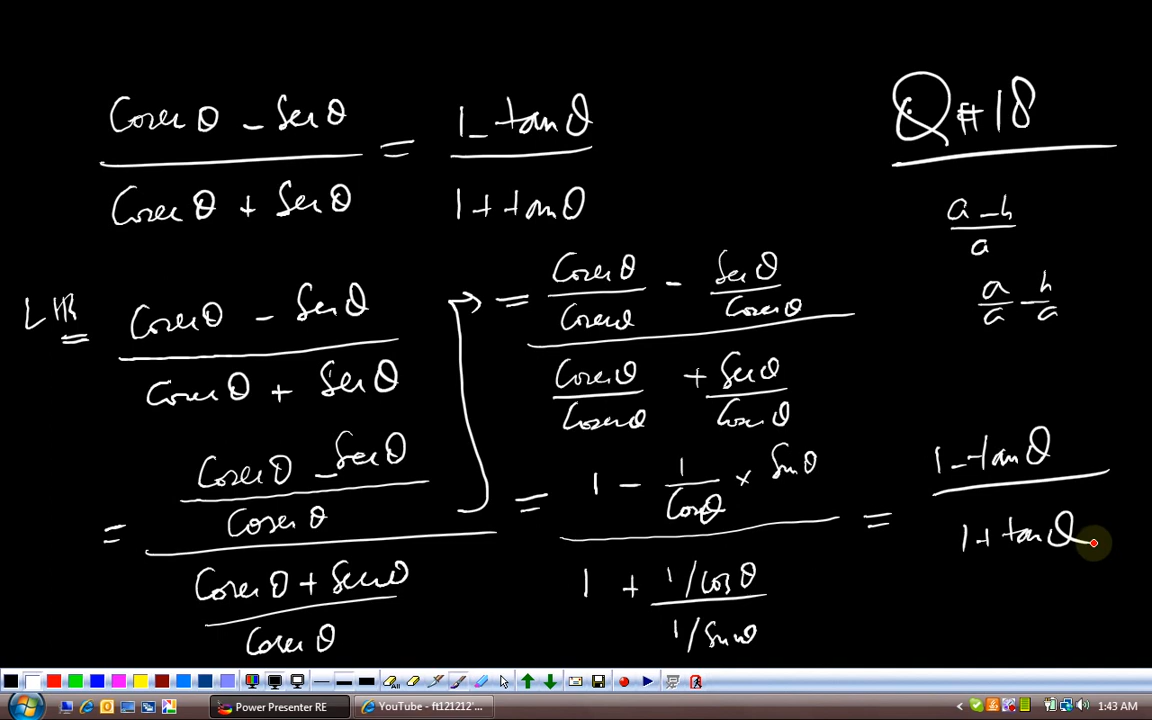 Cosec θ - Sec θ / Cosec θ + Sec θ = 1 - tan θ / 1 + tan θ
Q # 18
a - b / a
a/a - b/a
LHS
Cosec θ - Sec θ / Cosec θ + Sec θ
= (Cosec θ - Sec θ / Cosec θ) / (Cosec θ + Sec θ / Cosec θ)
= (Cosec θ / Cosec θ - Sec θ / Cosec θ) / (Cosec θ / Cosec θ + Sec θ / Cosec θ)
= (1 - 1/Cos θ × Sin θ) / (1 + (1/Cos θ) / (1/Sin θ))
= 1 - tan θ / 1 + tan θ
Power Presenter RE
YouTube - ft121212'...
1:43 AM